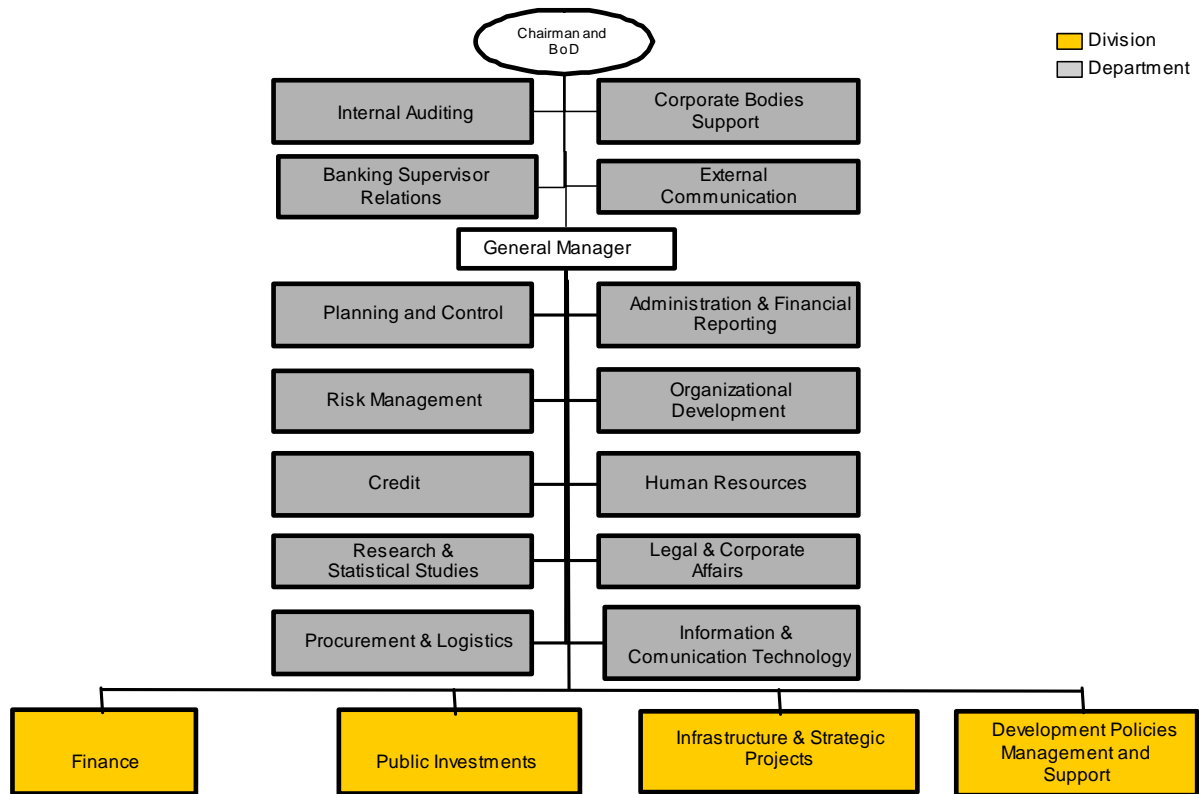 Chairman and
BoD
Division
Department
Internal Auditing
Corporate Bodies
Support
Banking Supervisor
Relations
External
Communication
General Manager
Planning and Control
Administration & Financial
Reporting
Risk Management
Organizational
Development
Credit
Human Resources
Research &
Statistical Studies
Legal & Corporate
Affairs
Procurement & Logistics
Information &
Comunication Technology
Finance
Public Investments
Infrastructure & Strategic
Projects
Development Policies
Management and
Support